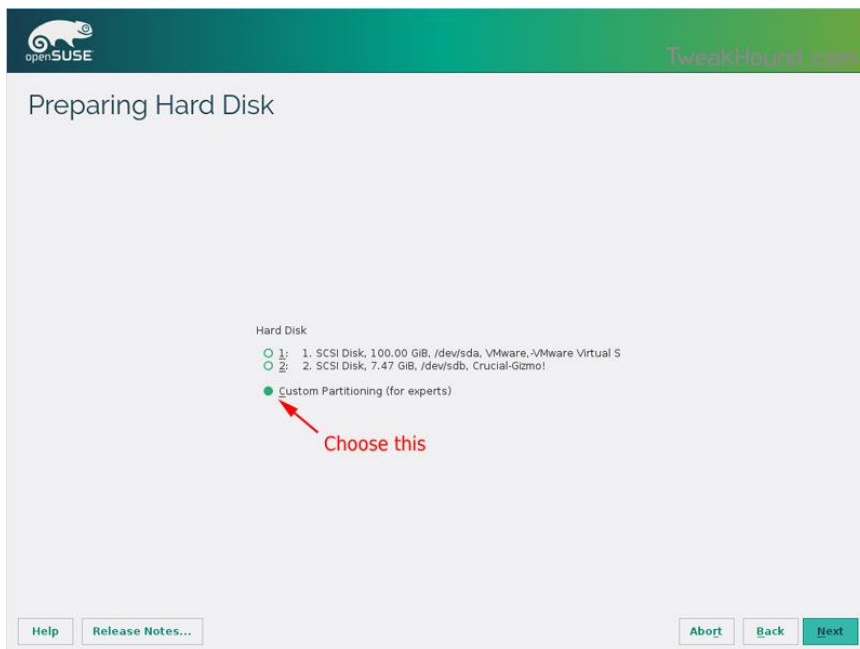 openSUSE
TweakHound.com
Preparing Hard Disk
Hard Disk
1: 1. SCSI Disk, 100.00 GiB, /dev/sda, VMware,-VMware Virtual S
2: 2. SCSI Disk, 7.47 GiB, /dev/sdb, Crucial-Gizmo!
Custom Partitioning (for experts)
Choose this
Help Release Notes... Abort Back Next